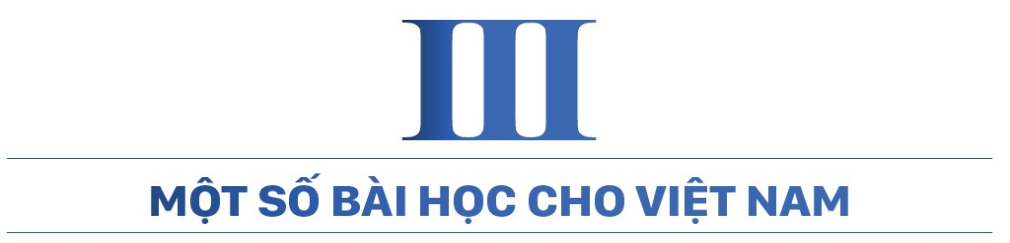 III
MỘT SỐ BÀI HỌC CHO VIỆT NAM